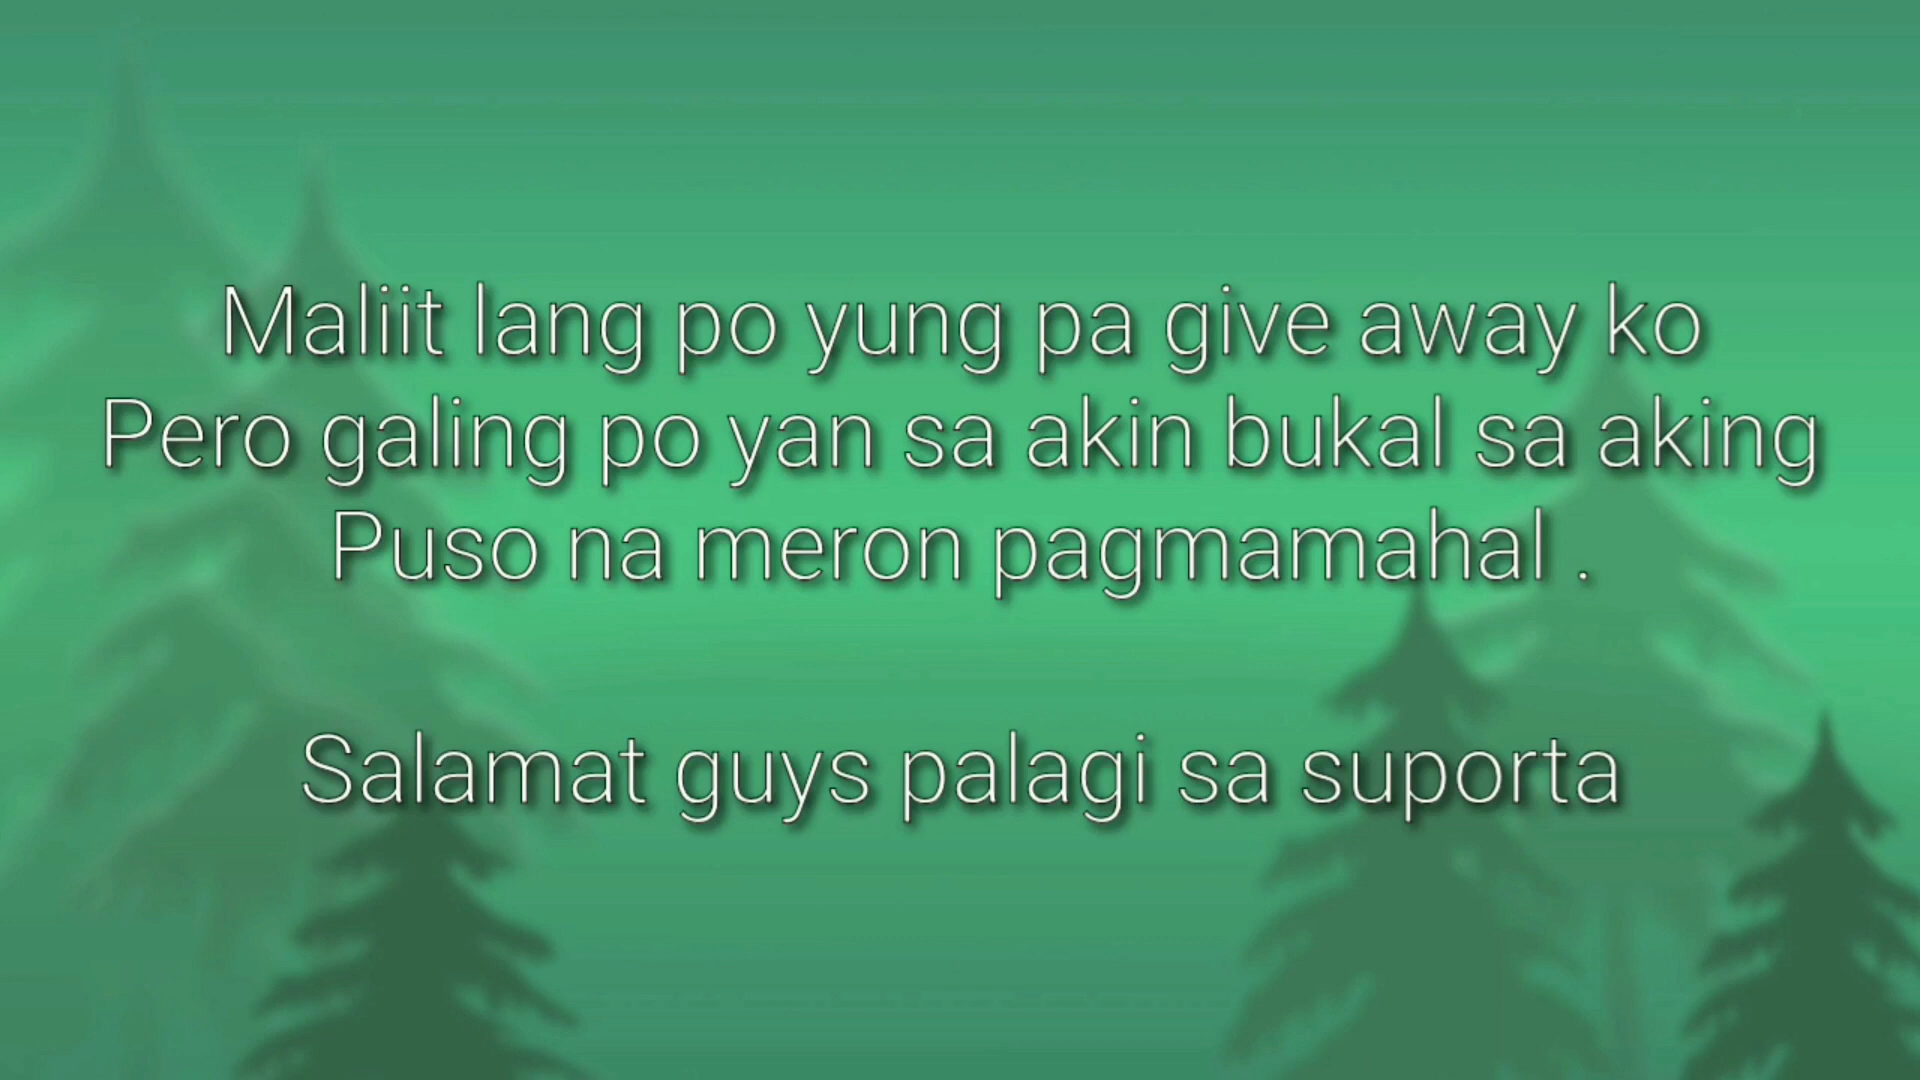 Maliit lang po yung pa give away ko
Pero galing po yan sa akin bukal sa aking
Puso na meron pagmamahal .
Salamat guys palagi sa suporta